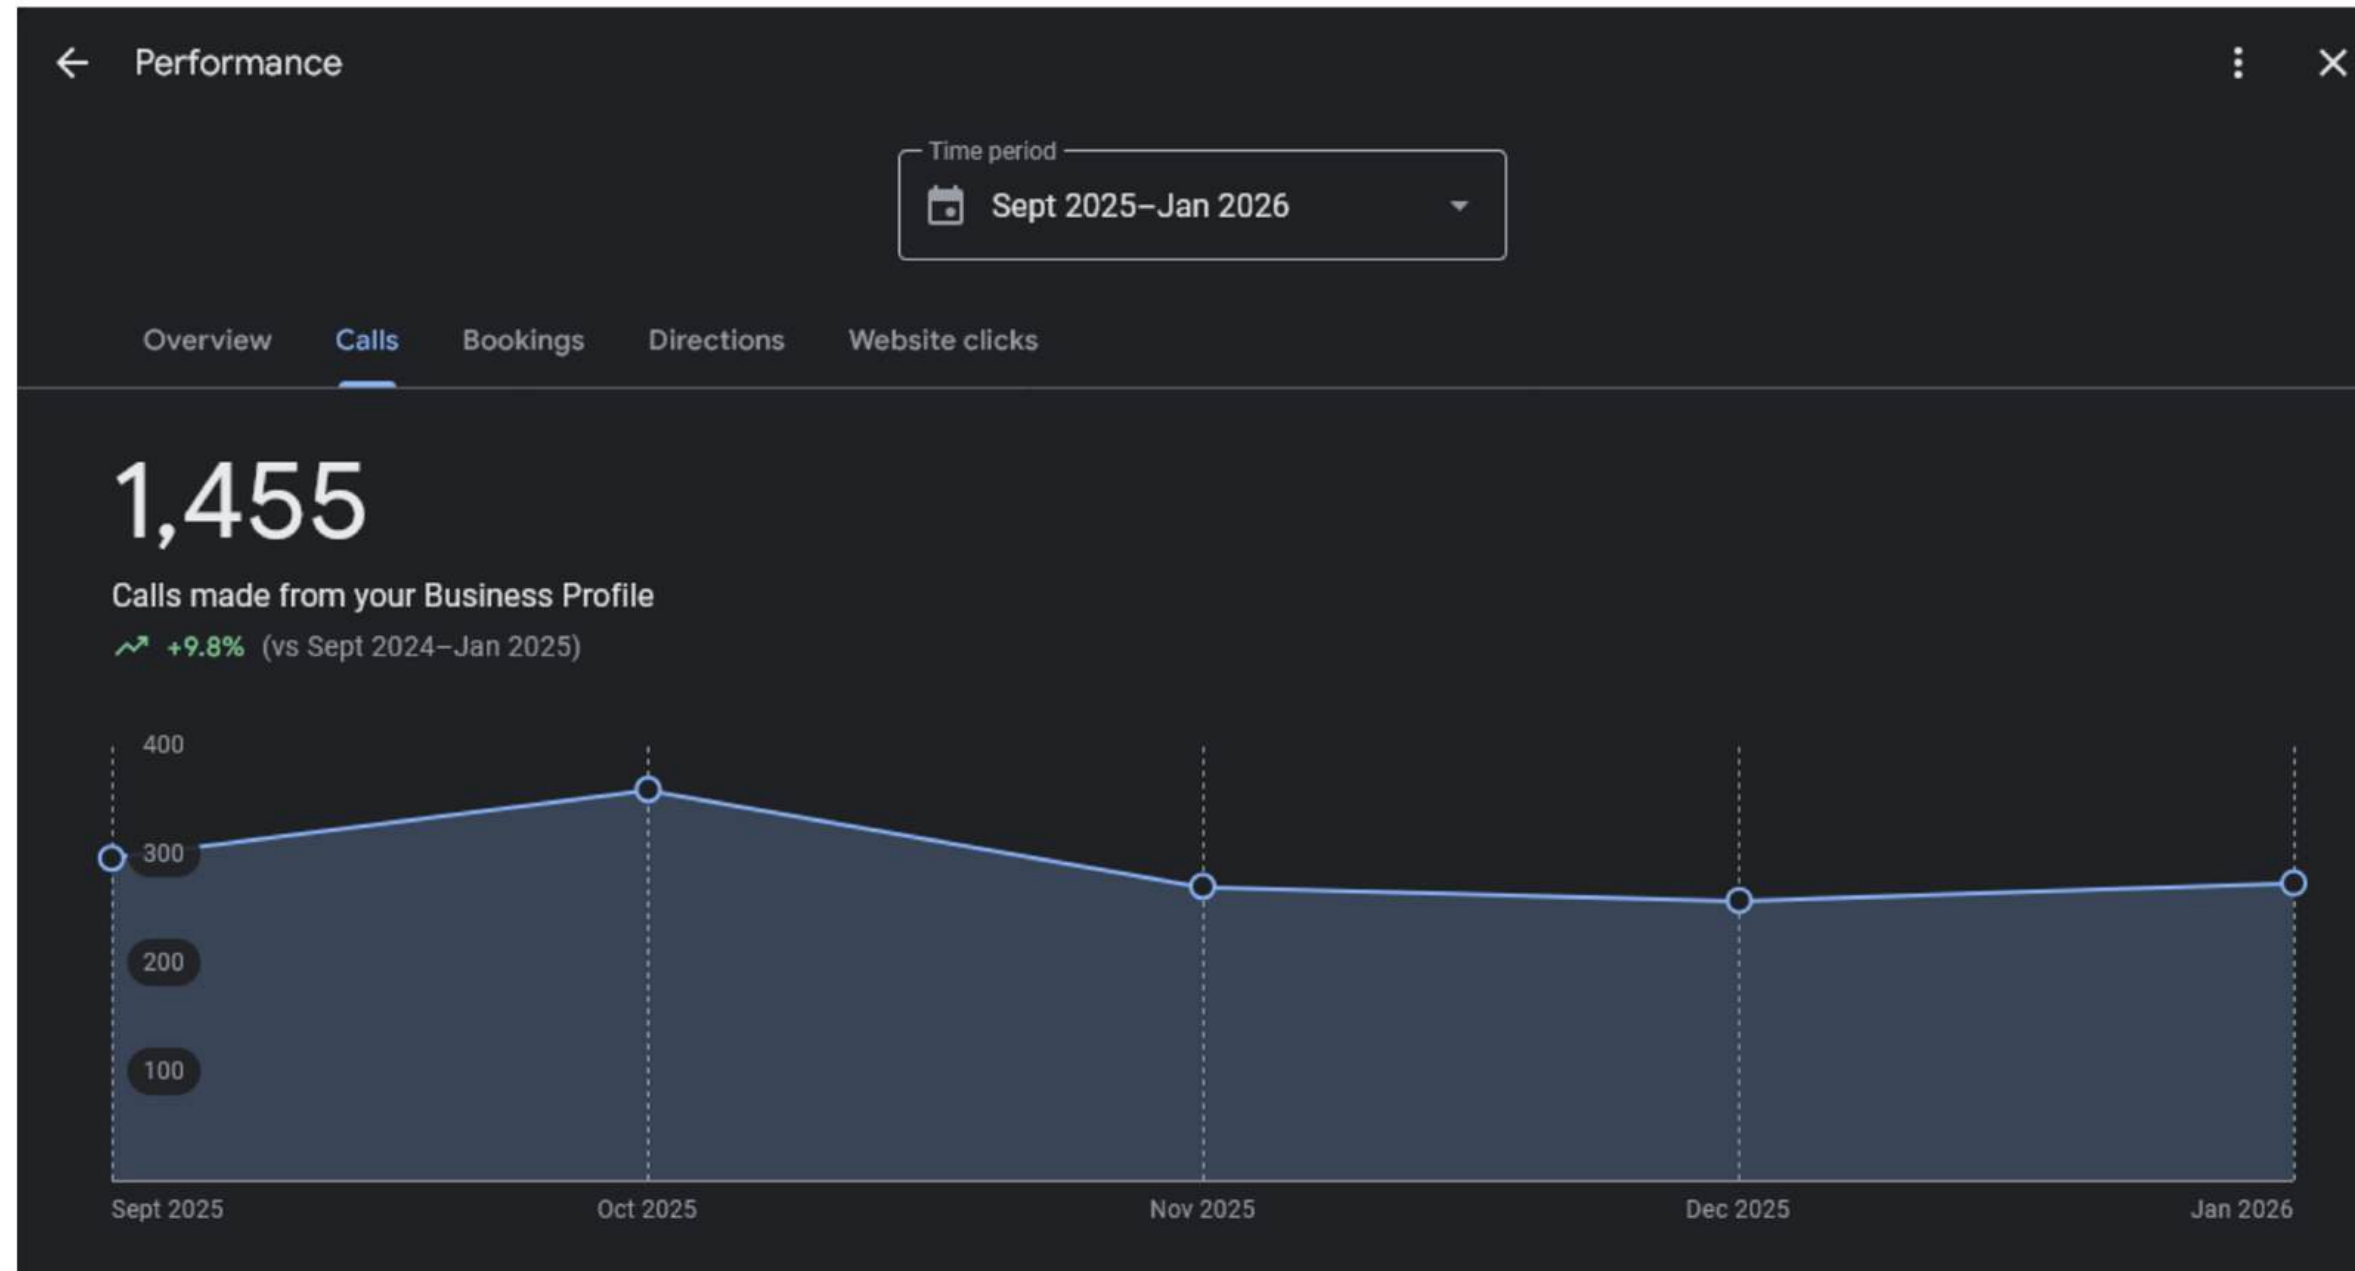 Performance
Time period
Sept 2025–Jan 2026
Overview Calls Bookings Directions Website clicks
1,455
Calls made from your Business Profile
+9.8% (vs Sept 2024–Jan 2025)
400
300
200
100
Sept 2025 Oct 2025 Nov 2025 Dec 2025 Jan 2026